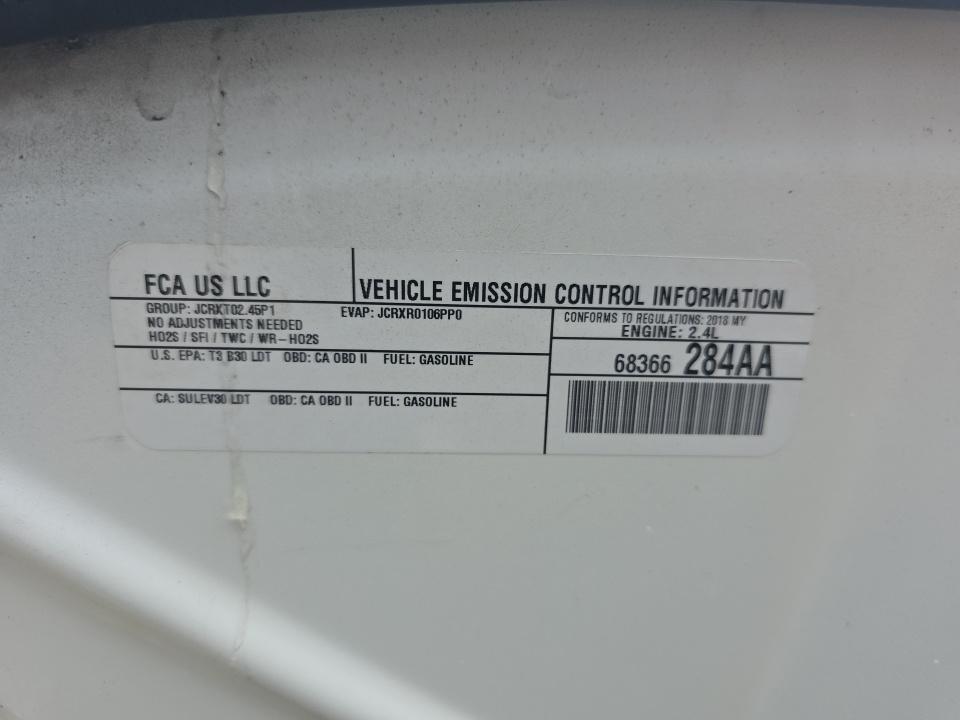 FCA US LLC
VEHICLE EMISSION CONTROL INFORMATION
GROUP: JCRXT02.45P1 EVAP: JCRXR0106PP0
NO ADJUSTMENTS NEEDED
HO2S / SFI / TWC / WR-HO2S
CONFORMS TO REGULATIONS: 2018 MY
ENGINE: 2.4L
U.S. EPA: T3 B30 LDT OBD: CA OBD II FUEL: GASOLINE
68366 284AA
CA: SULEV30 LDT OBD: CA OBD II FUEL: GASOLINE